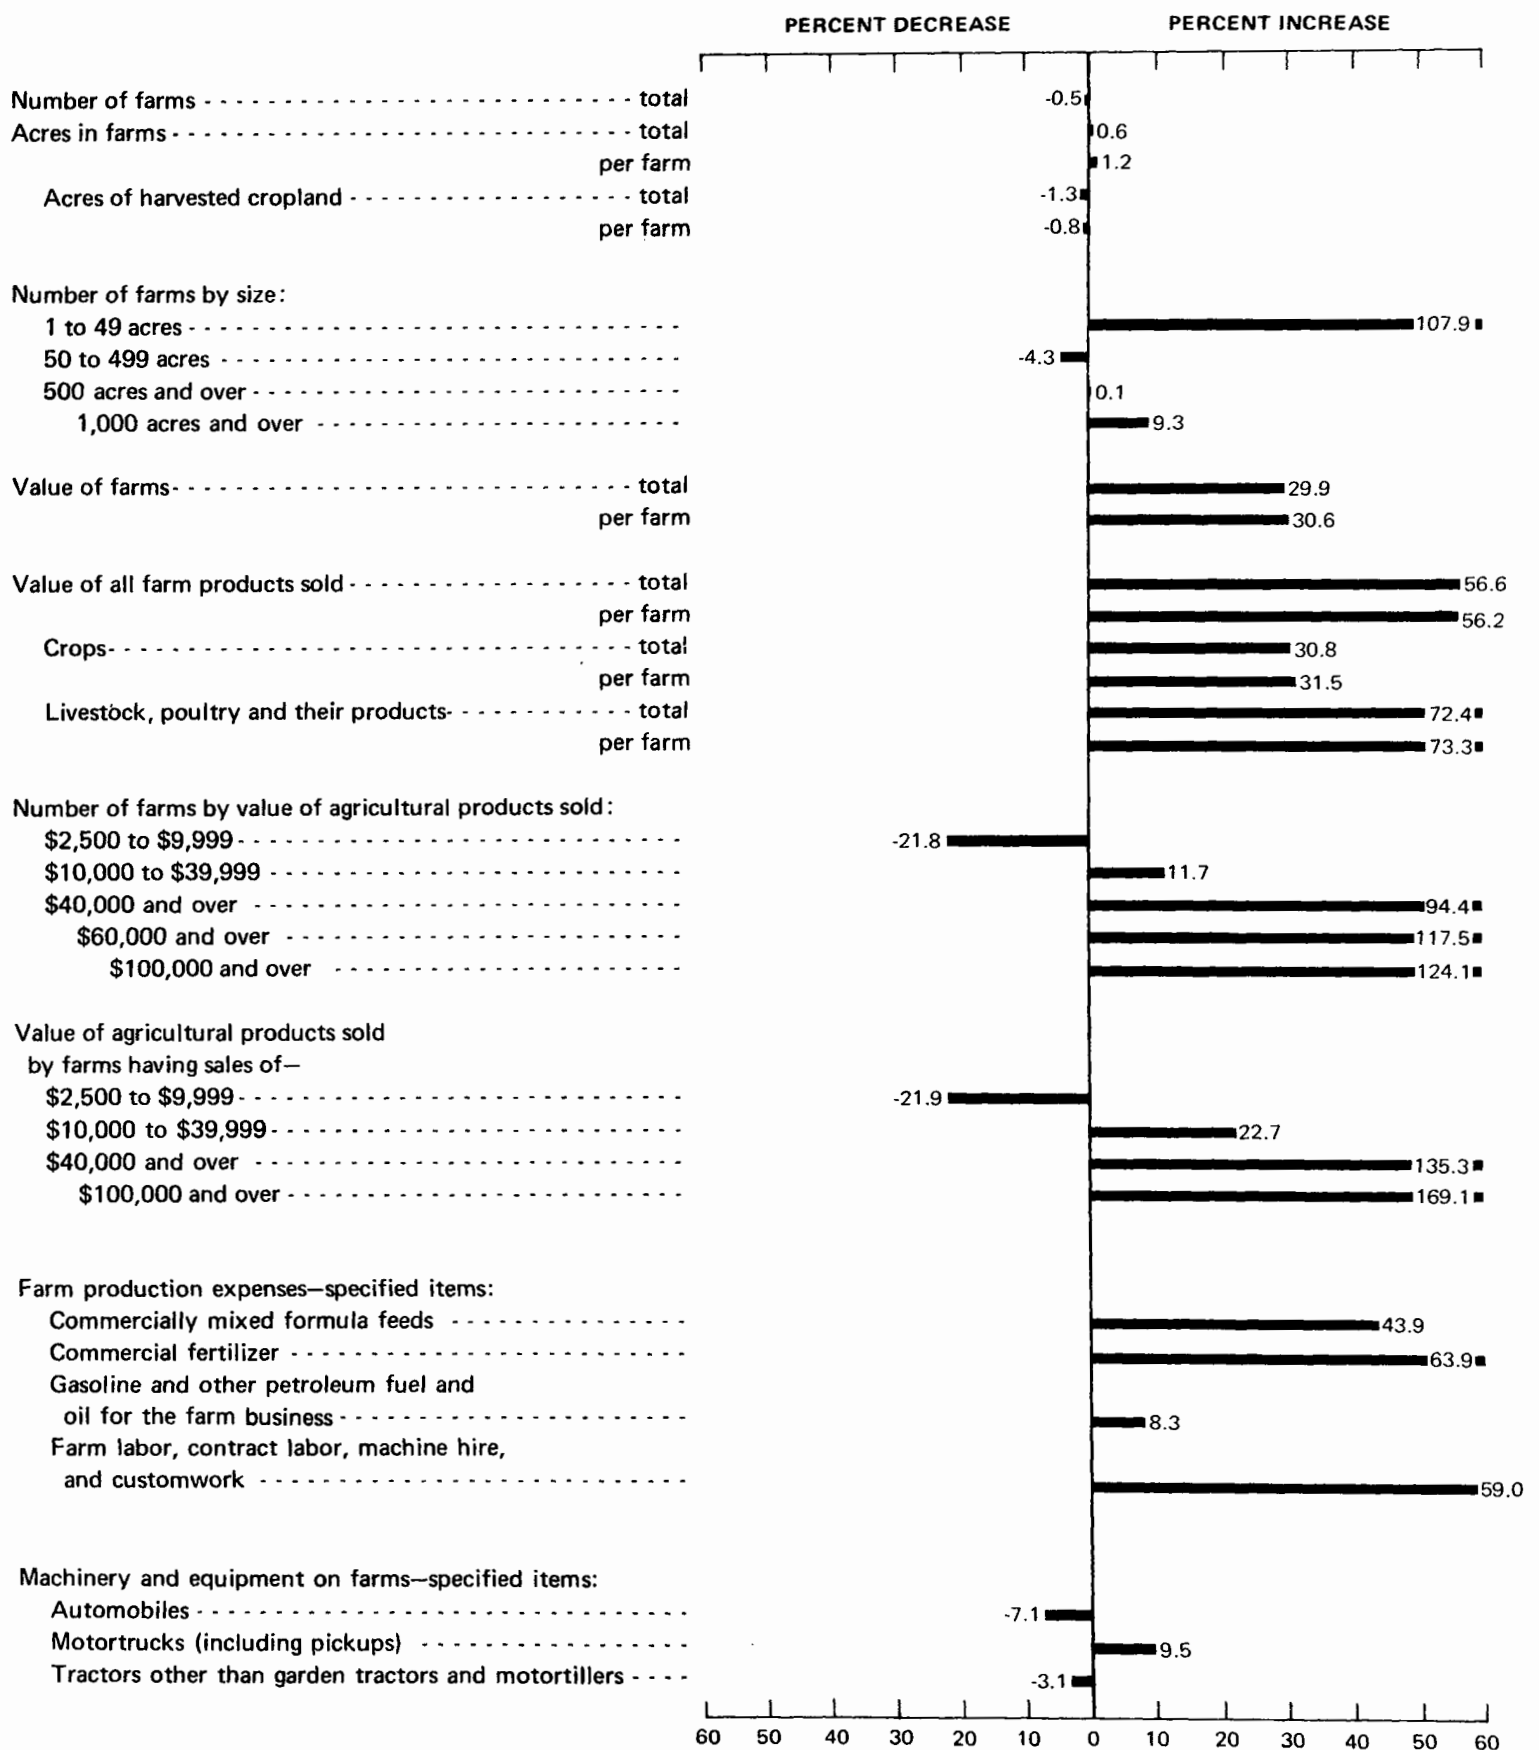 PERCENT DECREASE PERCENT INCREASE
Number of farms - - - - - - - - - - - - - - - - - - - - - - - - - - - total -0.5
Acres in farms - - - - - - - - - - - - - - - - - - - - - - - - - - - - - total 0.6
per farm 1.2
Acres of harvested cropland - - - - - - - - - - - - - - - - - - total -1.3
per farm -0.8
Number of farms by size:
1 to 49 acres - - - - - - - - - - - - - - - - - - - - - - - - - - - - - - - 107.9
50 to 499 acres - - - - - - - - - - - - - - - - - - - - - - - - - - - - - -4.3
500 acres and over - - - - - - - - - - - - - - - - - - - - - - - - - - - 0.1
1,000 acres and over - - - - - - - - - - - - - - - - - - - - - - - 9.3
Value of farms - - - - - - - - - - - - - - - - - - - - - - - - - - - - - total 29.9
per farm 30.6
Value of all farm products sold - - - - - - - - - - - - - - - - - - total 56.6
per farm 56.2
Crops - - - - - - - - - - - - - - - - - - - - - - - - - - - - - - - - - total 30.8
per farm 31.5
Livestock, poultry and their products - - - - - - - - - - - - total 72.4
per farm 73.3
Number of farms by value of agricultural products sold:
$2,500 to $9,999 - - - - - - - - - - - - - - - - - - - - - - - - - - - - -21.8
$10,000 to $39,999 - - - - - - - - - - - - - - - - - - - - - - - - - - 11.7
$40,000 and over - - - - - - - - - - - - - - - - - - - - - - - - - - - 94.4
$60,000 and over - - - - - - - - - - - - - - - - - - - - - - - - - 117.5
$100,000 and over - - - - - - - - - - - - - - - - - - - - - - 124.1
Value of agricultural products sold
by farms having sales of—
$2,500 to $9,999 - - - - - - - - - - - - - - - - - - - - - - - - - - - - -21.9
$10,000 to $39,999 - - - - - - - - - - - - - - - - - - - - - - - - - - 22.7
$40,000 and over - - - - - - - - - - - - - - - - - - - - - - - - - - - 135.3
$100,000 and over - - - - - - - - - - - - - - - - - - - - - - - - - 169.1
Farm production expenses—specified items:
Commercially mixed formula feeds - - - - - - - - - - - - - - - 43.9
Commercial fertilizer - - - - - - - - - - - - - - - - - - - - - - - - - 63.9
Gasoline and other petroleum fuel and
oil for the farm business - - - - - - - - - - - - - - - - - - - - - - 8.3
Farm labor, contract labor, machine hire,
and customwork - - - - - - - - - - - - - - - - - - - - - - - - - - - 59.0
Machinery and equipment on farms—specified items:
Automobiles - - - - - - - - - - - - - - - - - - - - - - - - - - - - - - - -7.1
Motortrucks (including pickups) - - - - - - - - - - - - - - - - - 9.5
Tractors other than garden tractors and motortillers - - - - -3.1
60 50 40 30 20 10 0 10 20 30 40 50 60